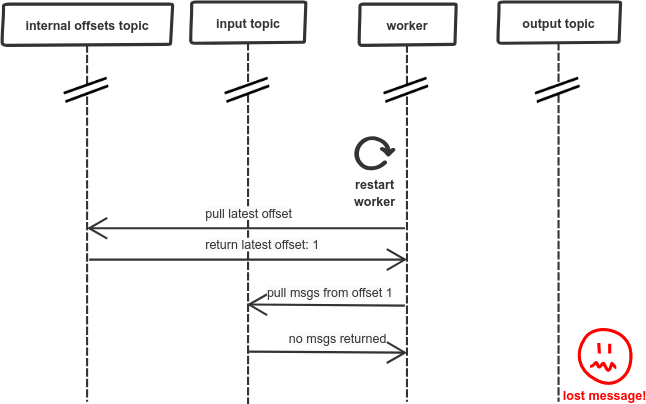 internal offsets topic
input topic
worker
output topic
restart
worker
pull latest offset
return latest offset: 1
pull msgs from offset 1
no msgs returned
lost message!